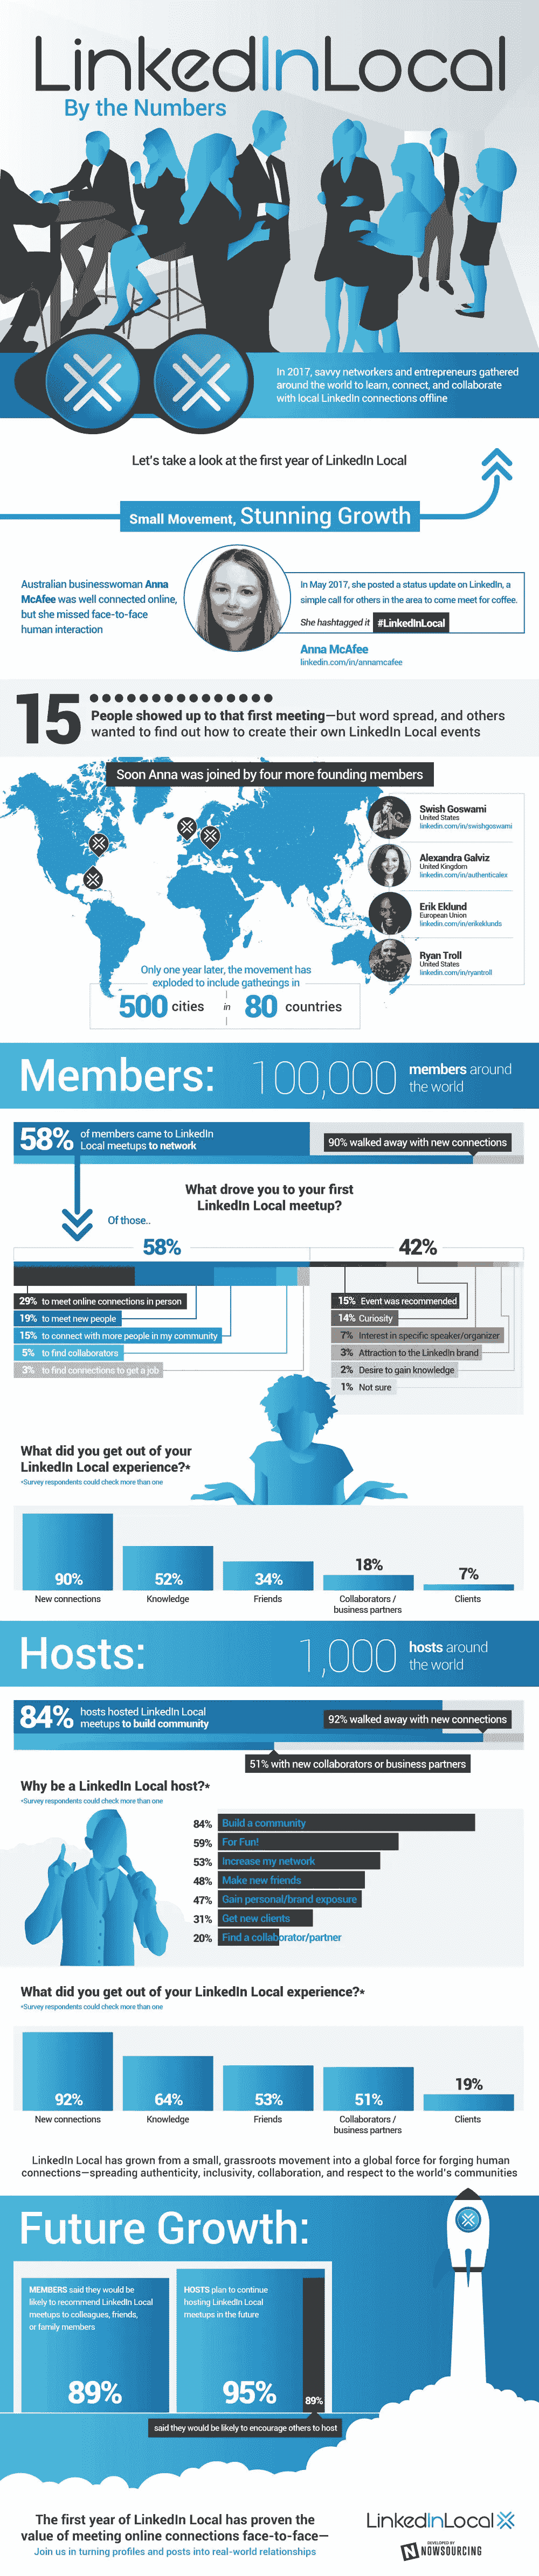 LinkedInLocal
By the Numbers
In 2017, savvy networkers and entrepreneurs gathered
around the world to learn, connect, and collaborate
with local LinkedIn connections offline
Let's take a look at the first year of LinkedIn Local
Small Movement, Stunning Growth
Australian businesswoman Anna
McAfee was well connected online,
but she missed face-to-face
human interaction
In May 2017, she posted a status update on LinkedIn, a
simple call for others in the area to come meet for coffee.
She hashtagged it #LinkedInLocal
Anna McAfee
linkedin.com/in/annamcafee
15
People showed up to that first meeting—but word spread, and others
wanted to find out how to create their own LinkedIn Local events
Soon Anna was joined by four more founding members
Swish Goswami
United States
linkedin.com/in/swishgoswami
Alexandra Galviz
United Kingdom
linkedin.com/in/authenticalex
Erik Eklund
European Union
linkedin.com/in/erikeklunds
Ryan Troll
United States
linkedin.com/in/ryantroll
Only one year later, the movement has
exploded to include gatherings in
500 cities in 80 countries
Members:
100,000
members around
the world
58%
of members came to LinkedIn
Local meetups to network
90% walked away with new connections
What drove you to your first
LinkedIn Local meetup?
Of those..
58%
42%
29% to meet online connections in person
19% to meet new people
15% to connect with more people in my community
5% to find collaborators
3% to find connections to get a job
15% Event was recommended
14% Curiosity
7% Interest in specific speaker/organizer
3% Attraction to the LinkedIn brand
2% Desire to gain knowledge
1% Not sure
What did you get out of your
LinkedIn Local experience?*
*Survey respondents could check more than one
90%
52%
34%
18%
7%
New connections
Knowledge
Friends
Collaborators /
business partners
Clients
Hosts:
1,000
hosts around
the world
84%
hosts hosted LinkedIn Local
meetups to build community
92% walked away with new connections
51% with new collaborators or business partners
Why be a LinkedIn Local host?*
*Survey respondents could check more than one
84% Build a community
59% For Fun!
53% Increase my network
48% Make new friends
47% Gain personal/brand exposure
31% Get new clients
20% Find a collaborator/partner
What did you get out of your LinkedIn Local experience?*
*Survey respondents could check more than one
92%
64%
53%
51%
19%
New connections
Knowledge
Friends
Collaborators /
business partners
Clients
LinkedIn Local has grown from a small, grassroots movement into a global force for forging human
connections—spreading authenticity, inclusivity, collaboration, and respect to the world's communities
Future Growth:
MEMBERS said they would be
likely to recommend LinkedIn Local
meetups to colleagues, friends,
or family members
89%
HOSTS plan to continue
hosting LinkedIn Local
meetups in the future
95%
89%
said they would be likely to encourage others to host
The first year of LinkedIn Local has proven the
value of meeting online connections face-to-face—
Join us in turning profiles and posts into real-world relationships
LinkedInLocal
DEVELOPED BY
NOWSOURCING